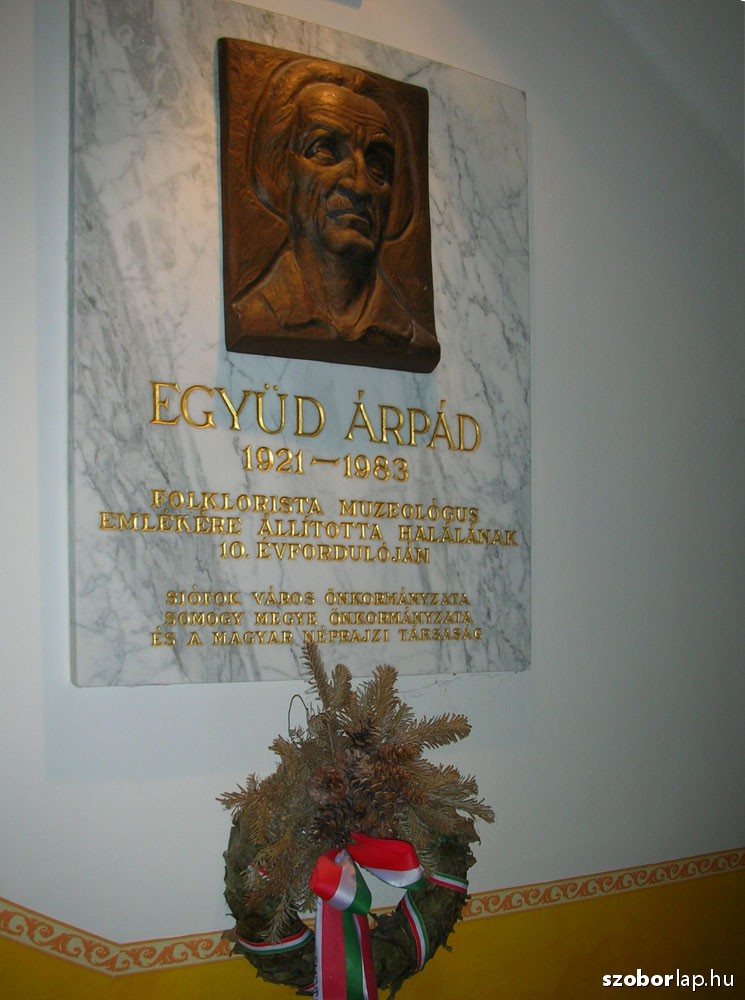 EGYÜD ÁRPÁD
1921—1983
FOLKLORISTA MUZEOLÓGUS
EMLÉKÉRE ÁLLÍTOTTA HALÁLÁNAK
10. ÉVFORDULÓJÁN
SIÓFOK VÁROS ÖNKORMÁNYZATA
SOMOGY MEGYE ÖNKORMÁNYZATA
ÉS A MAGYAR NÉPRAJZI TÁRSASÁG
szoborlap.hu